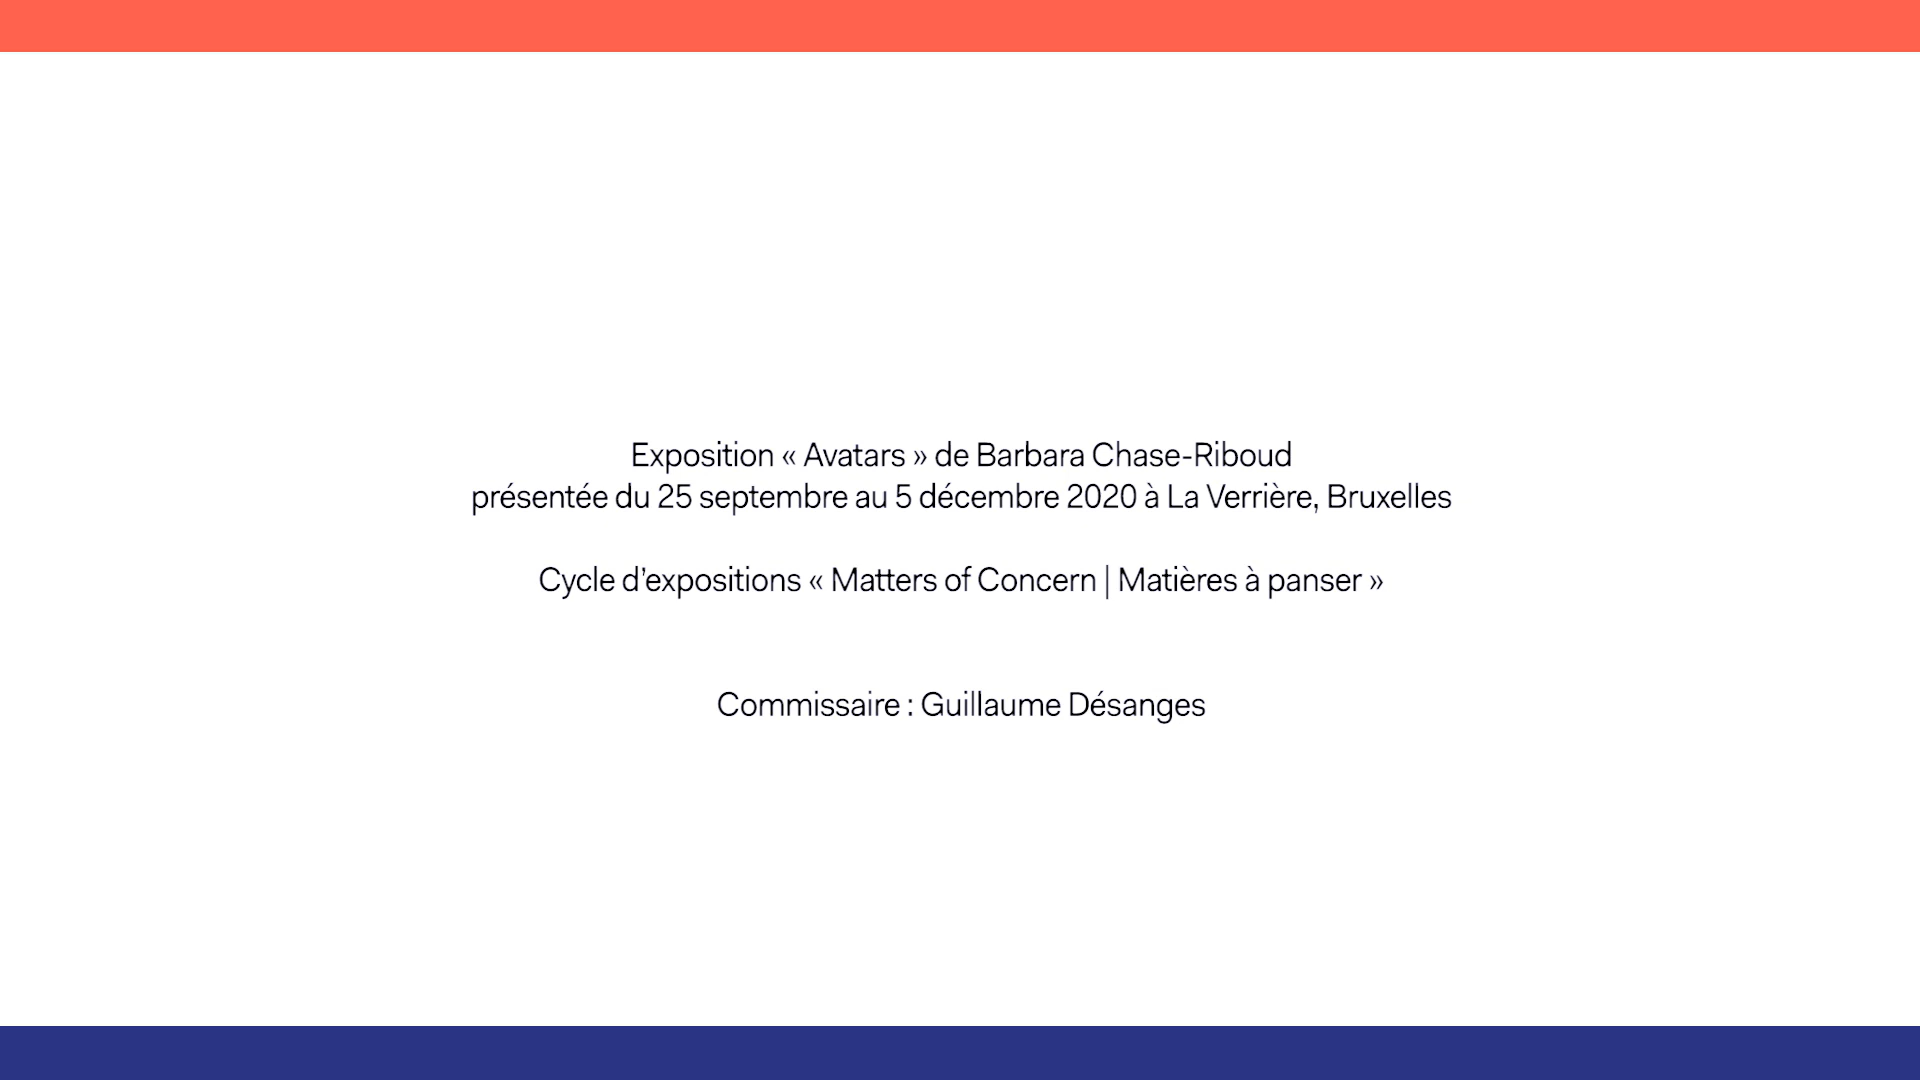 Exposition « Avatars » de Barbara Chase-Riboud
présentée du 25 septembre au 5 décembre 2020 à La Verrière, Bruxelles
Cycle d’expositions « Matters of Concern | Matières à panser »
Commissaire : Guillaume Désanges